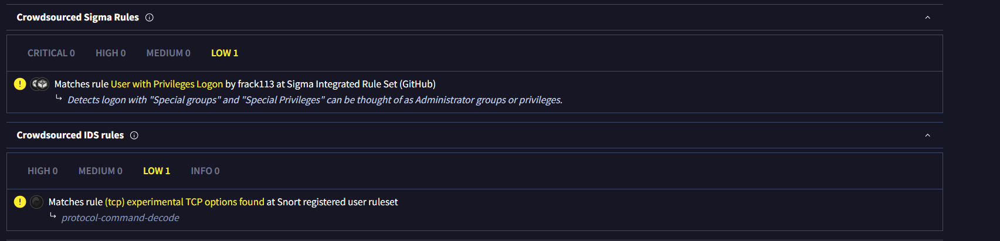 Crowdsourced Sigma Rules
CRITICAL 0 HIGH 0 MEDIUM 0 LOW 1
Matches rule User with Privileges Logon by frack113 at Sigma Integrated Rule Set (GitHub)
↳ Detects logon with "Special groups" and "Special Privileges" can be thought of as Administrator groups or privileges.
Crowdsourced IDS rules
HIGH 0 MEDIUM 0 LOW 1 INFO 0
Matches rule (tcp) experimental TCP options found at Snort registered user ruleset
↳ protocol-command-decode